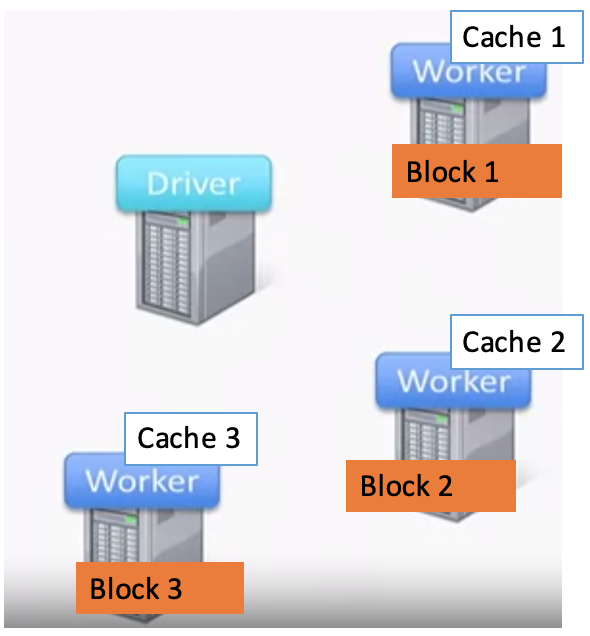 Cache 1
Worker
Block 1
Driver
Cache 2
Worker
Block 2
Cache 3
Worker
Block 3